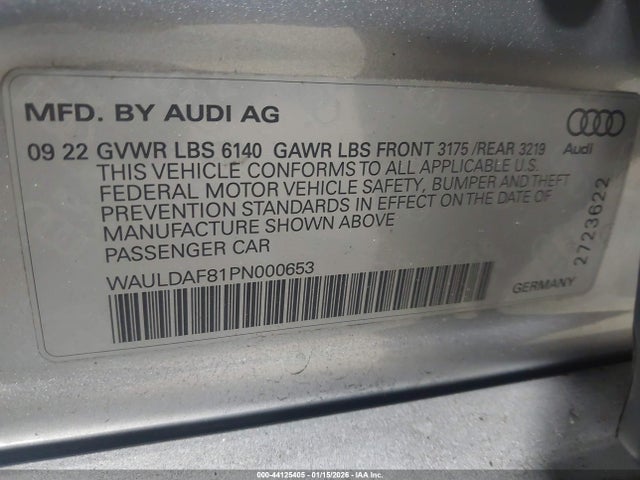 MFD. BY AUDI AG
09 22 GVWR LBS 6140 GAWR LBS FRONT 3175 /REAR 3219
Audi
THIS VEHICLE CONFORMS TO ALL APPLICABLE U.S.
FEDERAL MOTOR VEHICLE SAFETY, BUMPER AND THEFT
PREVENTION STANDARDS IN EFFECT ON THE DATE OF
MANUFACTURE SHOWN ABOVE
PASSENGER CAR
2723622
WAULDAF81PN000653
GERMANY
000-44125405 - 01/15/2026 - IAA Inc.